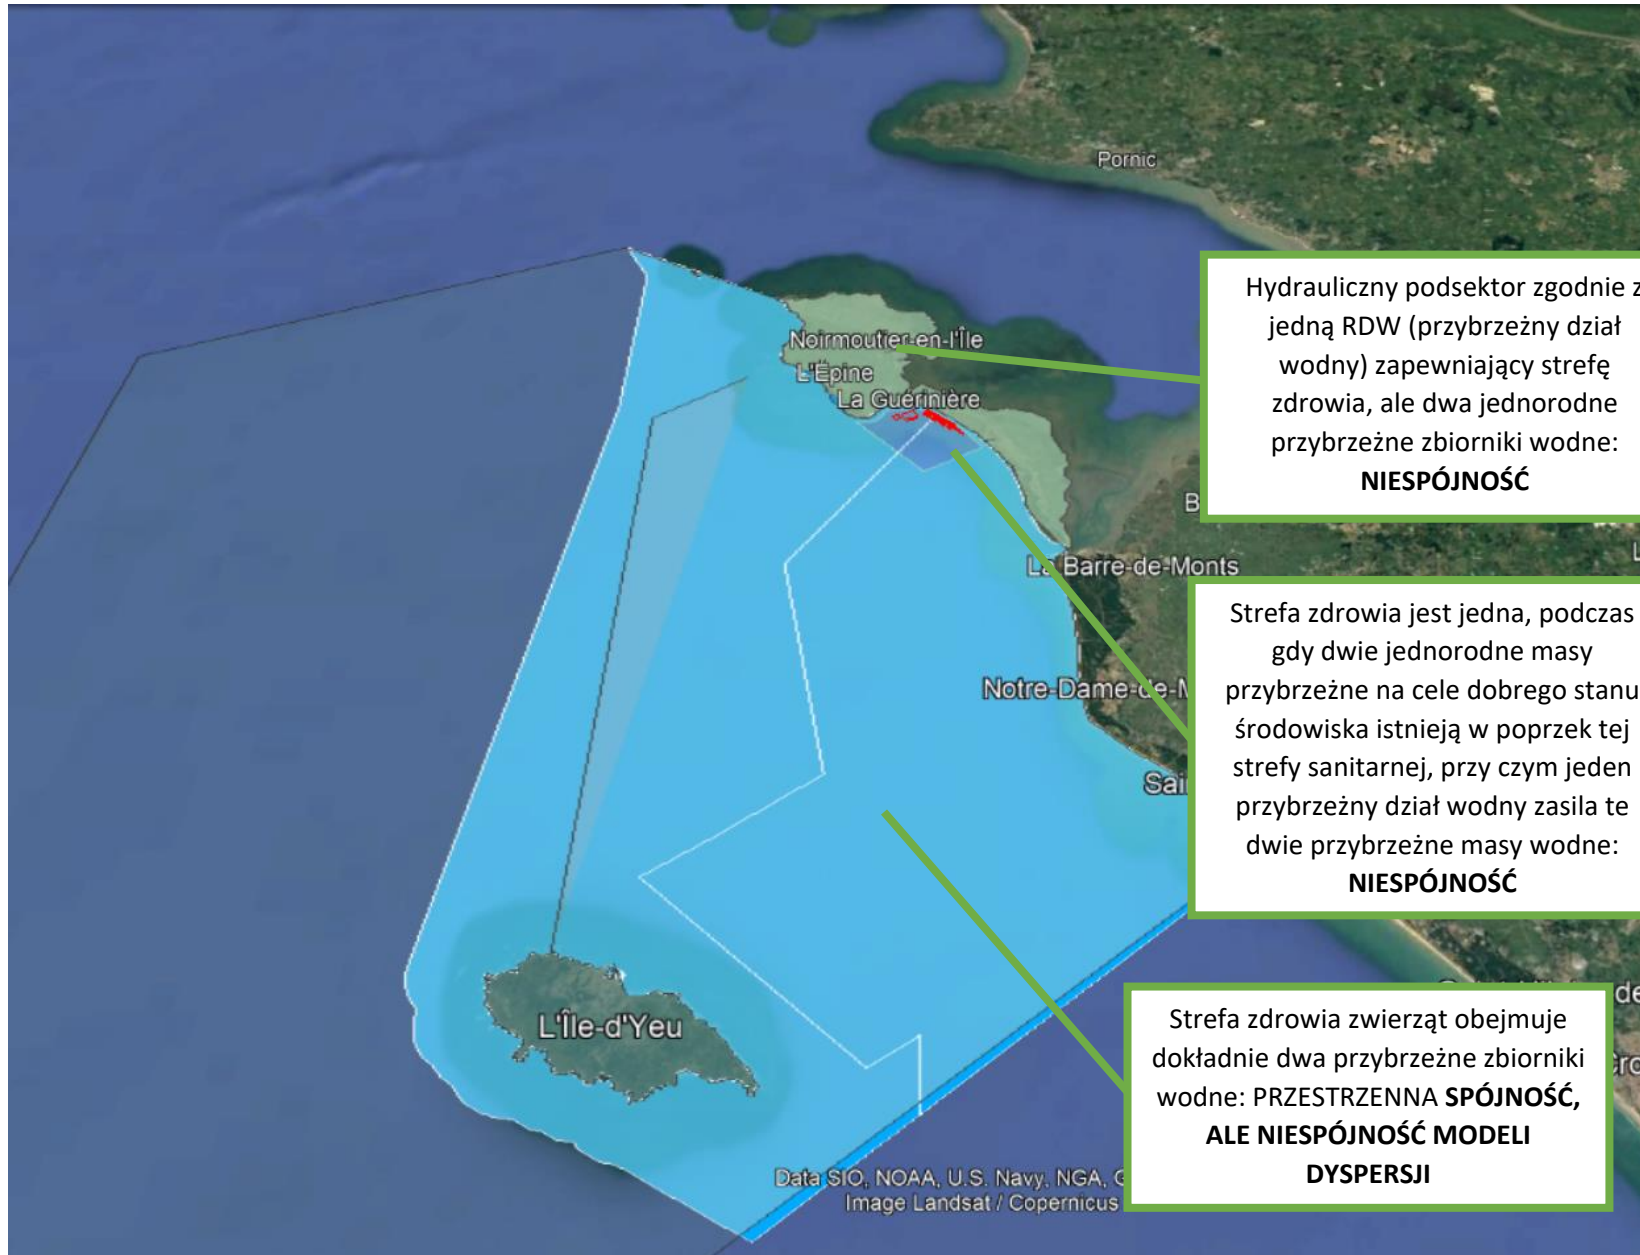 Pornic
Hydrauliczny podsektor zgodnie z
jedną RDW (przybrzeżny dział
wodny) zapewniający strefę
zdrowia, ale dwa jednorodne
przybrzeżne zbiorniki wodne:
NIESPÓJNOŚĆ
Noirmoutier-en-l'Île
L'Épine
La Guérinière
B
La Barre-de-Monts
Strefa zdrowia jest jedna, podczas
gdy dwie jednorodne masy
przybrzeżne na cele dobrego stanu
środowiska istnieją w poprzek tej
strefy sanitarnej, przy czym jeden
przybrzeżny dział wodny zasila te
dwie przybrzeżne masy wodne:
NIESPÓJNOŚĆ
Notre-Dame-de-M
Sai
L'Île-d'Yeu
Strefa zdrowia zwierząt obejmuje
dokładnie dwa przybrzeżne zbiorniki
wodne: PRZESTRZENNA SPÓJNOŚĆ,
ALE NIESPÓJNOŚĆ MODELI
DYSPERSJI
de
Cro
Data SIO, NOAA, U.S. Navy, NGA, G
Image Landsat / Copernicus